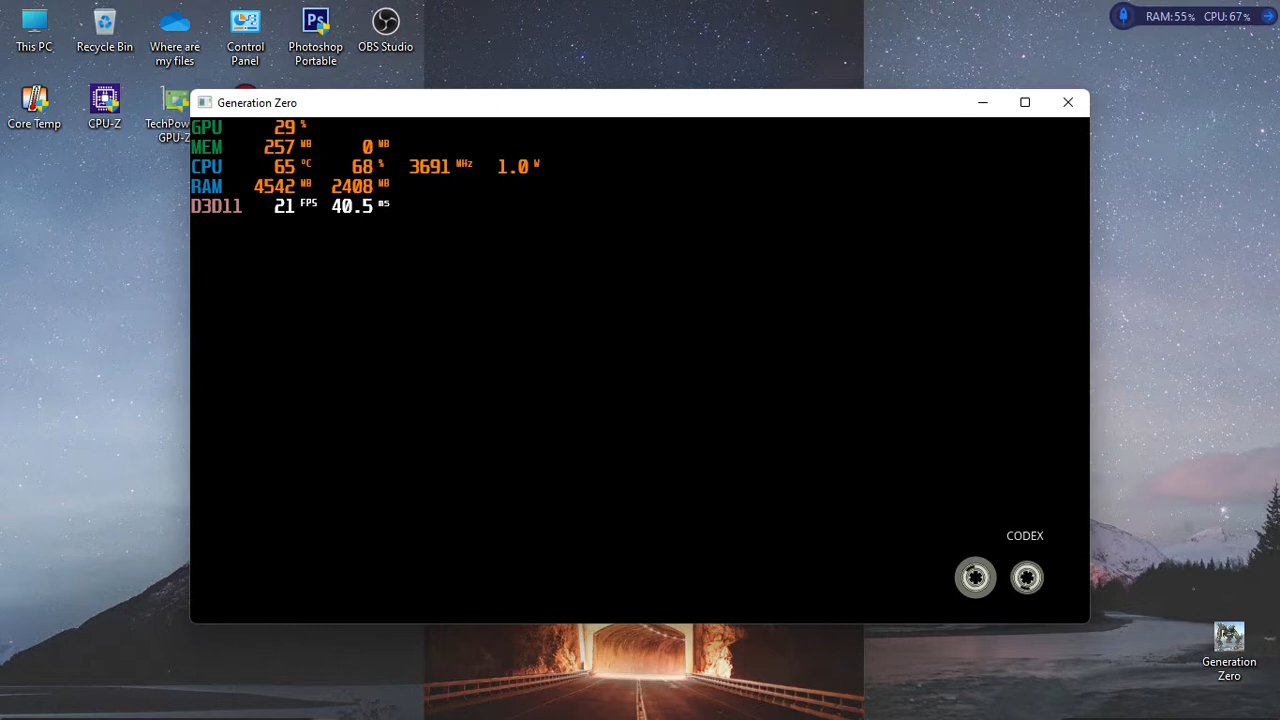 This PC
Recycle Bin
Where are
my files
Control
Panel
Photoshop
Portable
OBS Studio
RAM:55% CPU:67%
Core Temp
CPU-Z
TechPow
GPU-Z
Generation Zero
GPU 29 %
MEM 257 MB 0 MB
CPU 65 °C 68 % 3691 MHz 1.0 W
RAM 4542 MB 2408 MB
D3D11 21 FPS 40.5 ms
CODEX
Generation
Zero